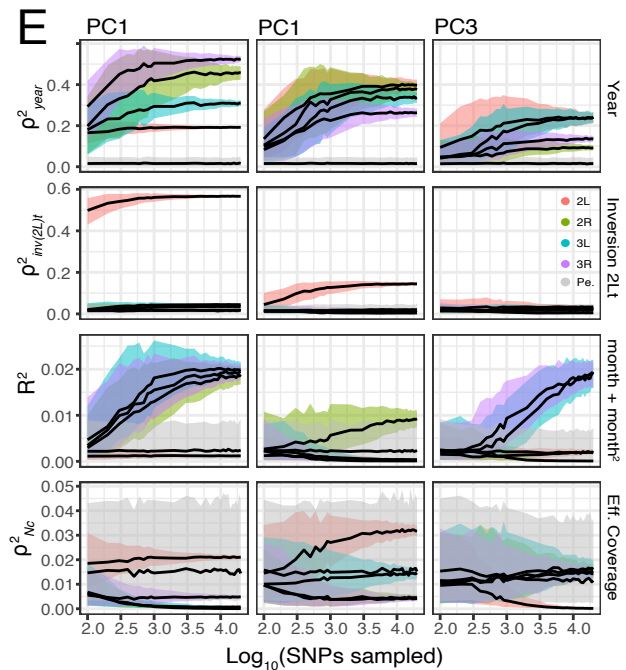 E
PC1 PC1 PC3
ρ²year
0.4
0.2
0.0
Year
ρ²inv(2L)t
0.6
0.4
0.2
0.0
2L
2R
3L
3R
Pe.
Inversion 2Lt
R²
0.02
0.01
0.00
month + month²
ρ²Nc
0.05
0.04
0.03
0.02
0.01
0.00
Eff. Coverage
2.0 2.5 3.0 3.5 4.0 2.0 2.5 3.0 3.5 4.0 2.0 2.5 3.0 3.5 4.0
Log₁₀(SNPs sampled)